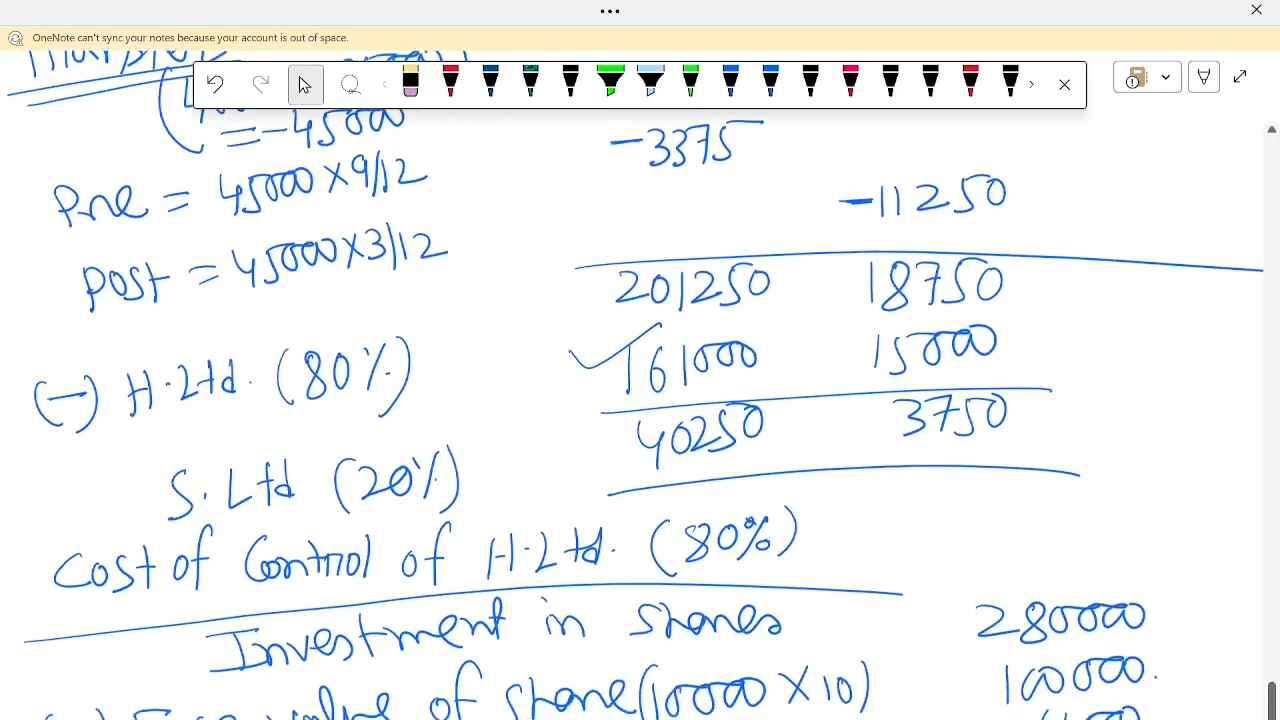 OneNote can't sync your notes because your account is out of space.
= -45000
-3375
Pre = 45000 × 9/12
-11250
Post = 45000 × 3/12
201250 18750
(-) H.Ltd. (80%) 161000 15000
40250 3750
S.Ltd (20%)
Cost of Control of H.Ltd. (80%)
Investment in Shares 280000
value of Share (10000 × 10) 100000.